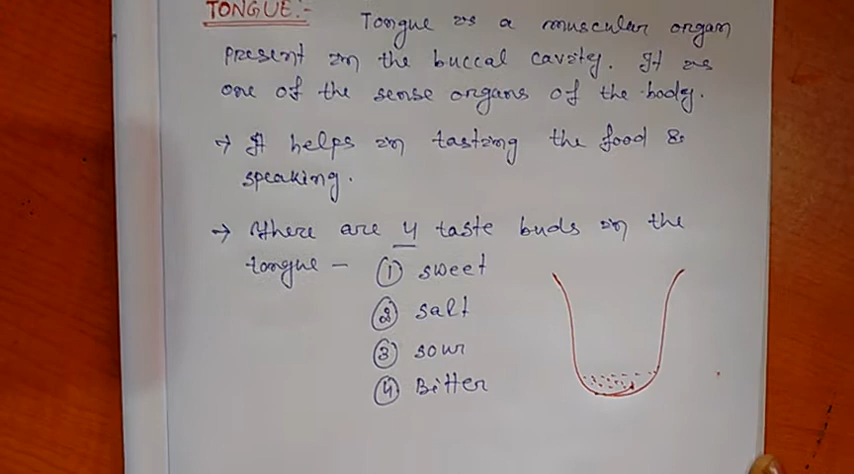 TONGUE:- Tongue is a muscular organ
present in the buccal cavity. It is
one of the sense organs of the body.
→ It helps in tasting the food &
speaking.
→ There are 4 taste buds in the
tongue - ① sweet
② salt
③ sour
④ Bitter